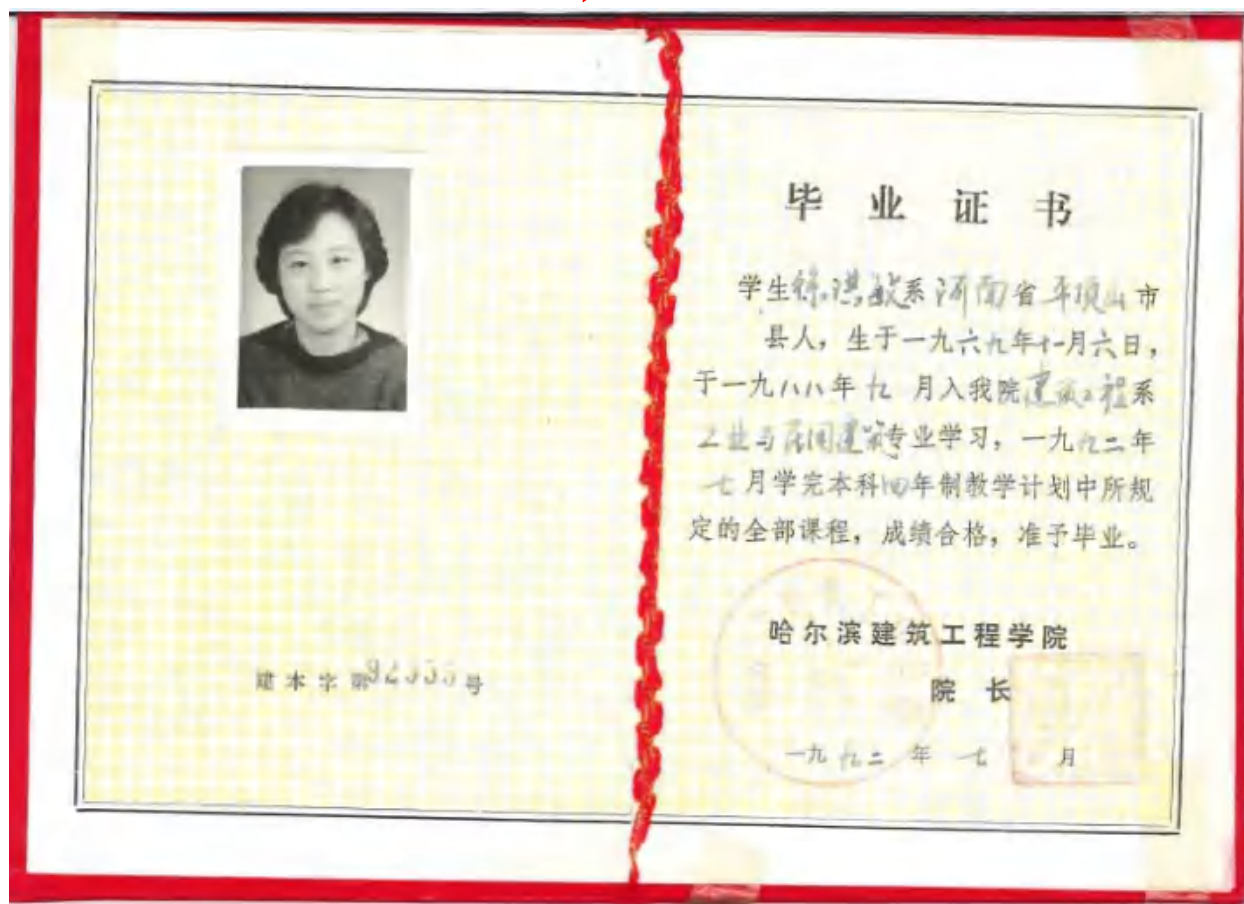 毕业证书
学生徐洪敏系河南省平顶山市
县人，生于一九六九年十一月六日，
于一九八八年九月入我院建筑工程系
工业与民用建筑专业学习，一九九二年
七月学完本科四年制教学计划中所规
定的全部课程，成绩合格，准予毕业。
哈尔滨建筑工程学院
院长
一九九二年七月
建本字第号